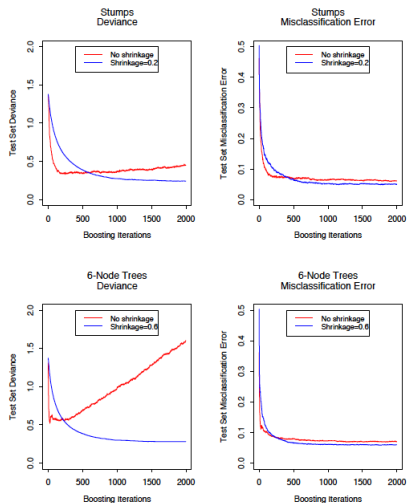 Stumps
Deviance
Test Set Deviance
2.0
1.5
1.0
0.5
0.0
No shrinkage
Shrinkage=0.2
0 500 1000 1500 2000
Boosting Iterations
Stumps
Misclassification Error
Test Set Misclassification Error
0.5
0.4
0.3
0.2
0.1
0.0
No shrinkage
Shrinkage=0.2
0 500 1000 1500 2000
Boosting Iterations
6-Node Trees
Deviance
Test Set Deviance
2.0
1.5
1.0
0.5
0.0
No shrinkage
Shrinkage=0.6
0 500 1000 1500 2000
Boosting Iterations
6-Node Trees
Misclassification Error
Test Set Misclassification Error
0.5
0.4
0.3
0.2
0.1
0.0
No shrinkage
Shrinkage=0.6
0 500 1000 1500 2000
Boosting Iterations